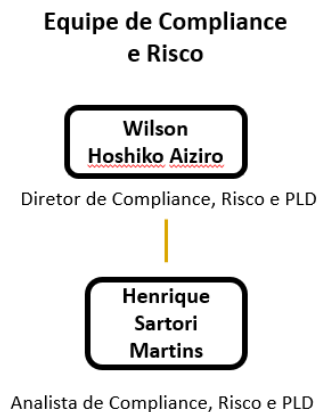 Equipe de Compliance
e Risco
Wilson
Hoshiko Aiziro
Diretor de Compliance, Risco e PLD
Henrique
Sartori
Martins
Analista de Compliance, Risco e PLD